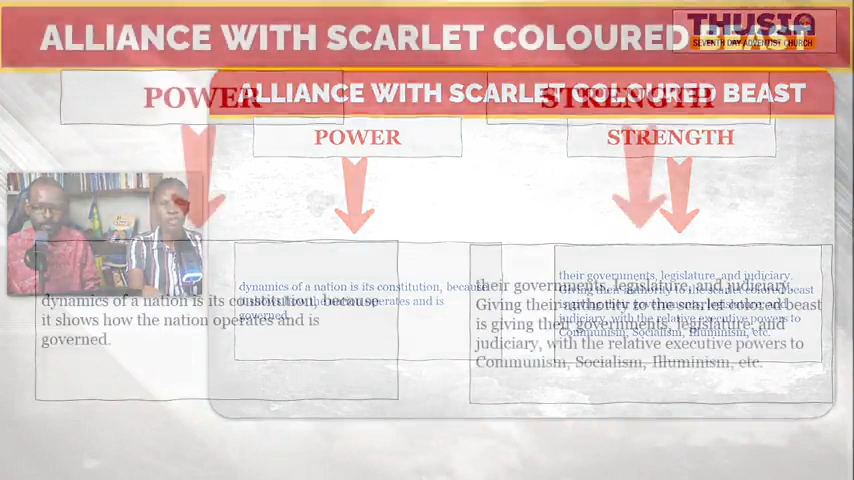 THUSIA
SEVENTH DAY ADVENTIST CHURCH
ALLIANCE WITH SCARLET COLOURED BEAST
POWER
STRENGTH
ALLIANCE WITH SCARLET COLOURED BEAST
POWER
STRENGTH
dynamics of a nation is its constitution, because
it shows how the nation operates and is
governed.
their governments, legislature, and judiciary.
Giving their authority to the scarlet colored beast
is giving their governments, legislature, and
judiciary, with the relative executive powers to
Communism, Socialism, Illuminism, etc.
dynamics of a nation is its constitution, because
it shows how the nation operates and is
governed.
their governments, legislature, and judiciary.
Giving their authority to the scarlet colored beast
is giving their governments, legislature, and
judiciary, with the relative executive powers to
Communism, Socialism, Illuminism, etc.